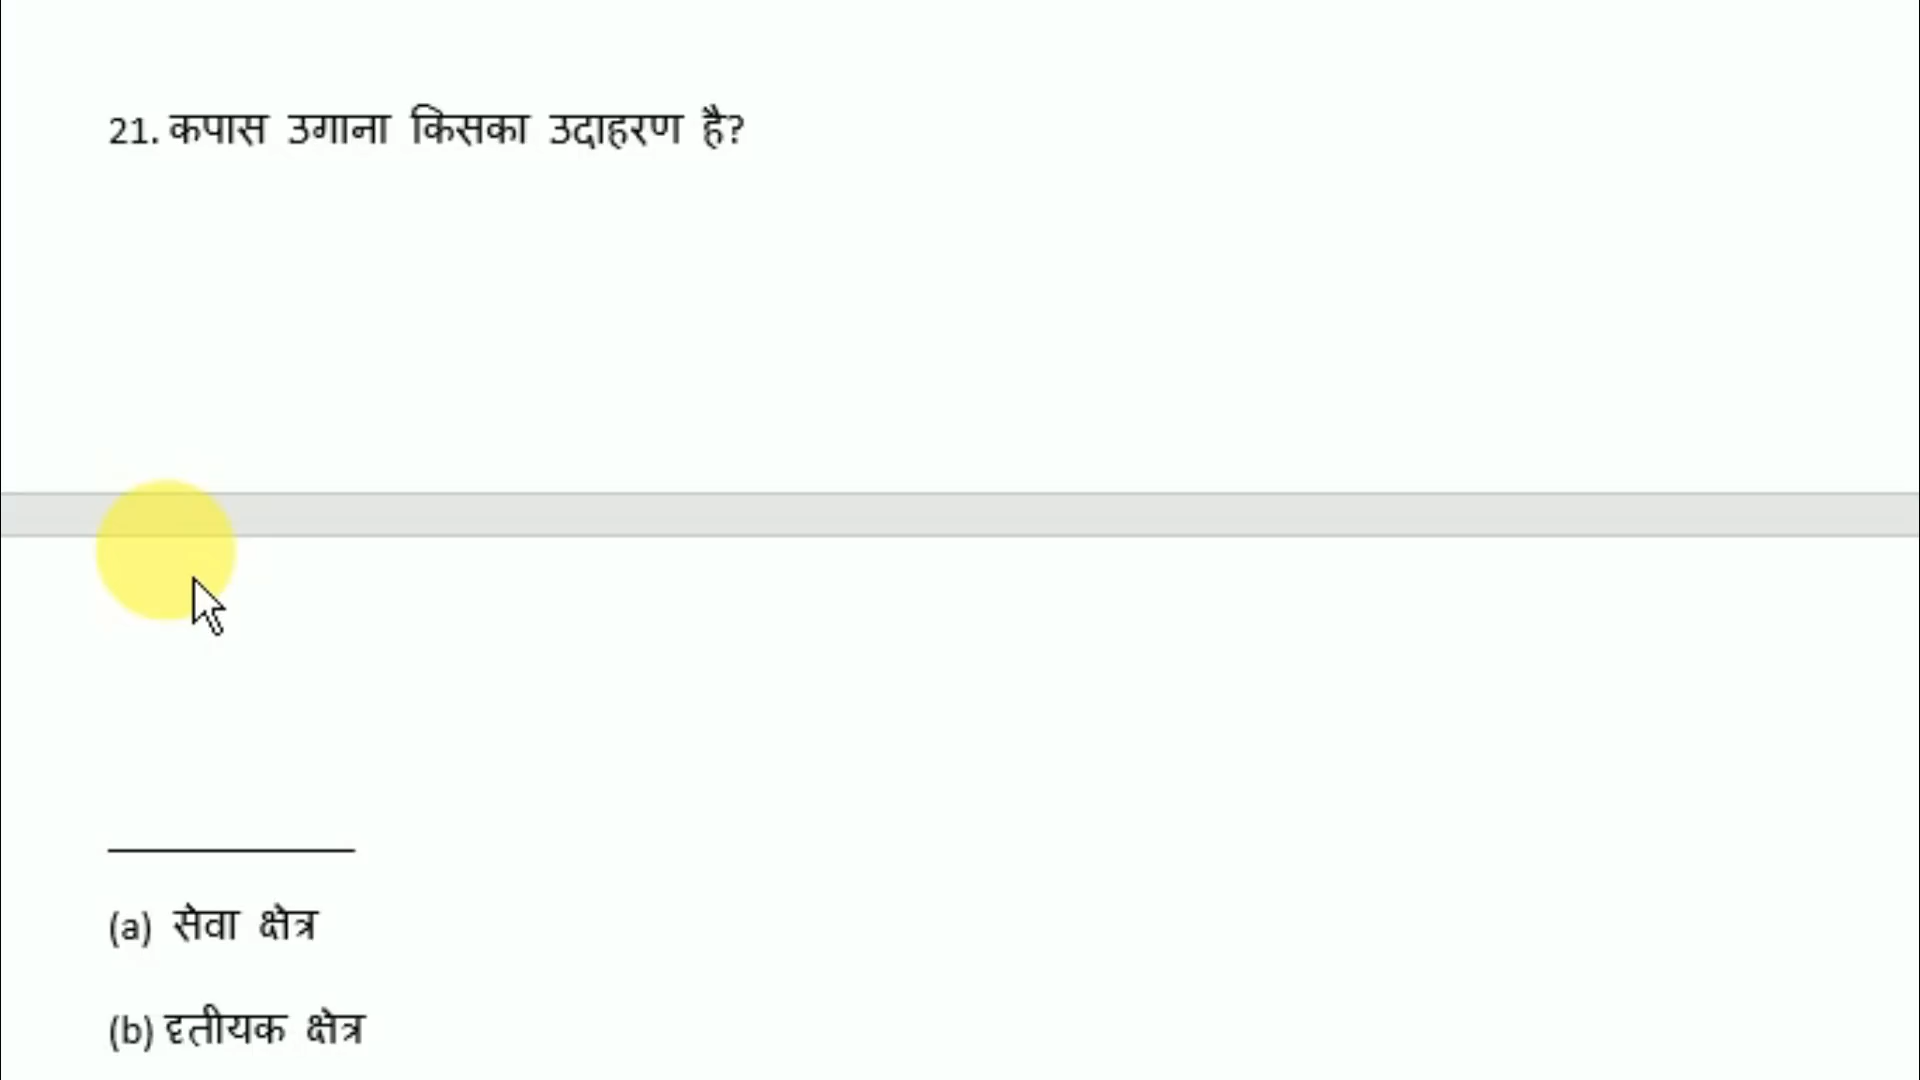 21. कपास उगाना किसका उदाहरण है?
(a) सेवा क्षेत्र
(b) दृतीयक क्षेत्र